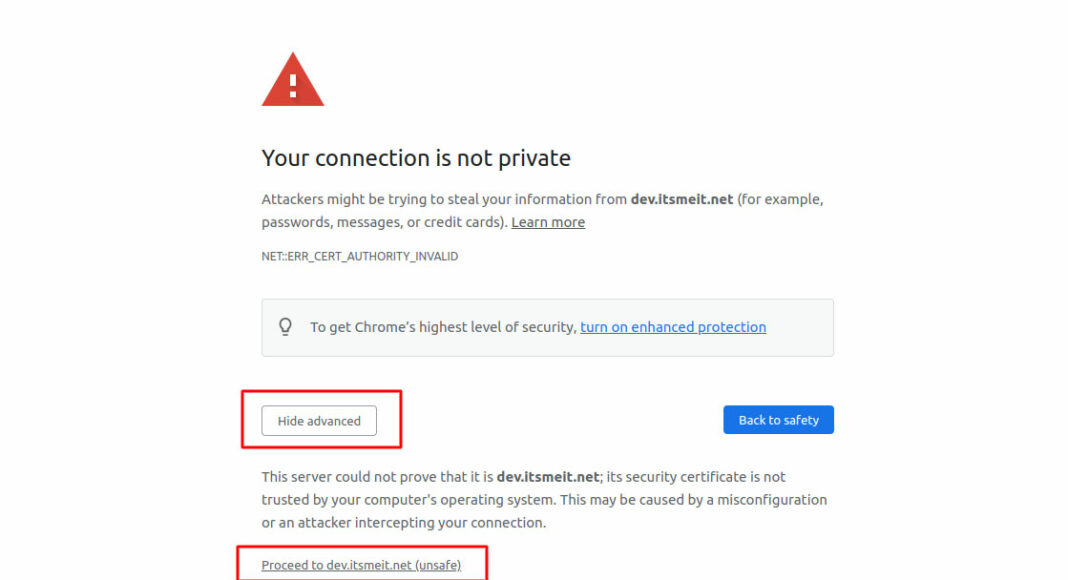 Your connection is not private
Attackers might be trying to steal your information from dev.itsmeit.net (for example,
passwords, messages, or credit cards). Learn more
NET::ERR_CERT_AUTHORITY_INVALID
To get Chrome's highest level of security, turn on enhanced protection
Hide advanced
Back to safety
This server could not prove that it is dev.itsmeit.net; its security certificate is not
trusted by your computer's operating system. This may be caused by a misconfiguration
or an attacker intercepting your connection.
Proceed to dev.itsmeit.net (unsafe)